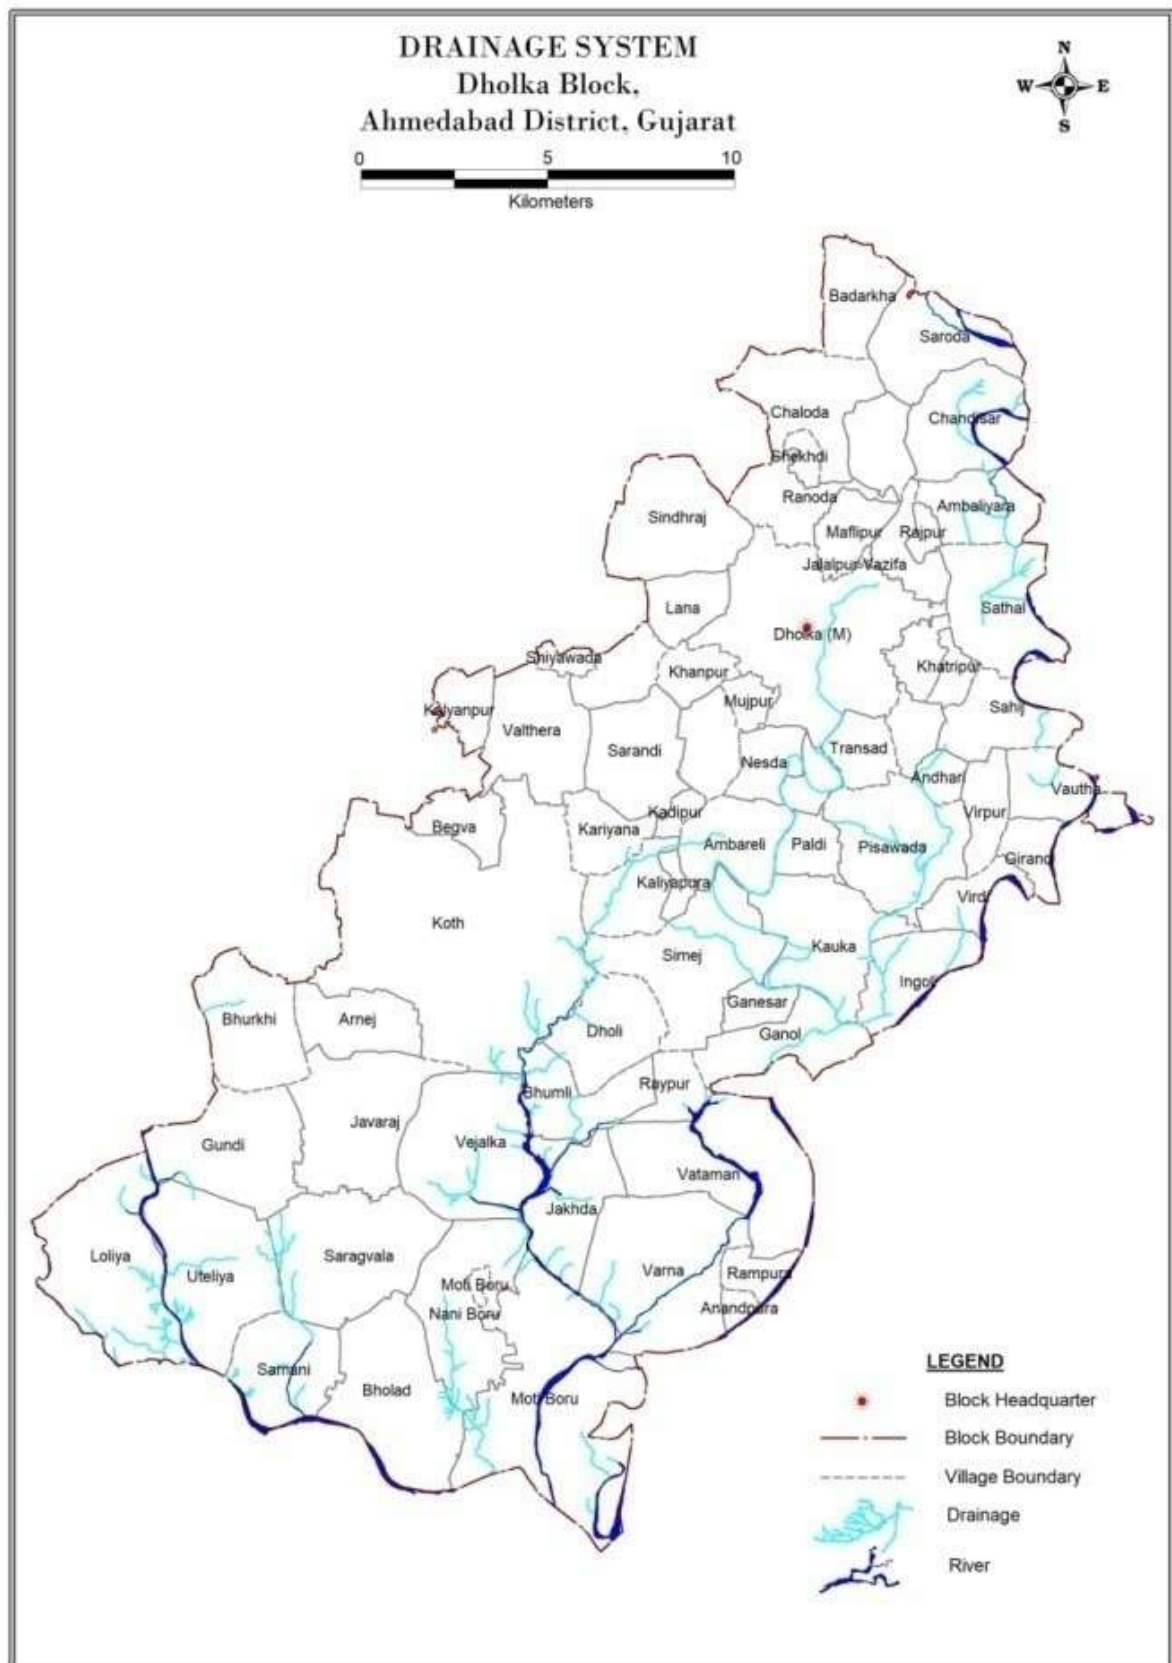 DRAINAGE SYSTEM
Dholka Block,
Ahmedabad District, Gujarat
N
W E
S
0 5 10
Kilometers
Badarkha
Saroda
Chaloda
Chandisar
Shekhdi
Ranoda
Ambaliyara
Sindhraj
Maflipur
Rajpur
Jalalpur Vazifa
Lana
Sathal
Dholka (M)
Shiyawada
Khanpur
Khatripur
Kalyanpur
Mujpur
Sahij
Valthera
Sarandi
Transad
Nesda
Andhari
Vautha
Kadipur
Virpur
Begva
Kariyana
Ambareli
Paldi
Pisawada
Girand
Kaliyapura
Virdi
Koth
Kauka
Simej
Ingoli
Ganesar
Bhurkhi
Arnej
Dholi
Ganol
Raypur
Bhumli
Javaraj
Gundi
Vejalka
Vataman
Jakhda
Loliya
Saragvala
Uteliya
Varna
Rampura
Moti Boru
Anandpura
Nani Boru
Samani
Bholad
Moti Boru
LEGEND
Block Headquarter
Block Boundary
Village Boundary
Drainage
River